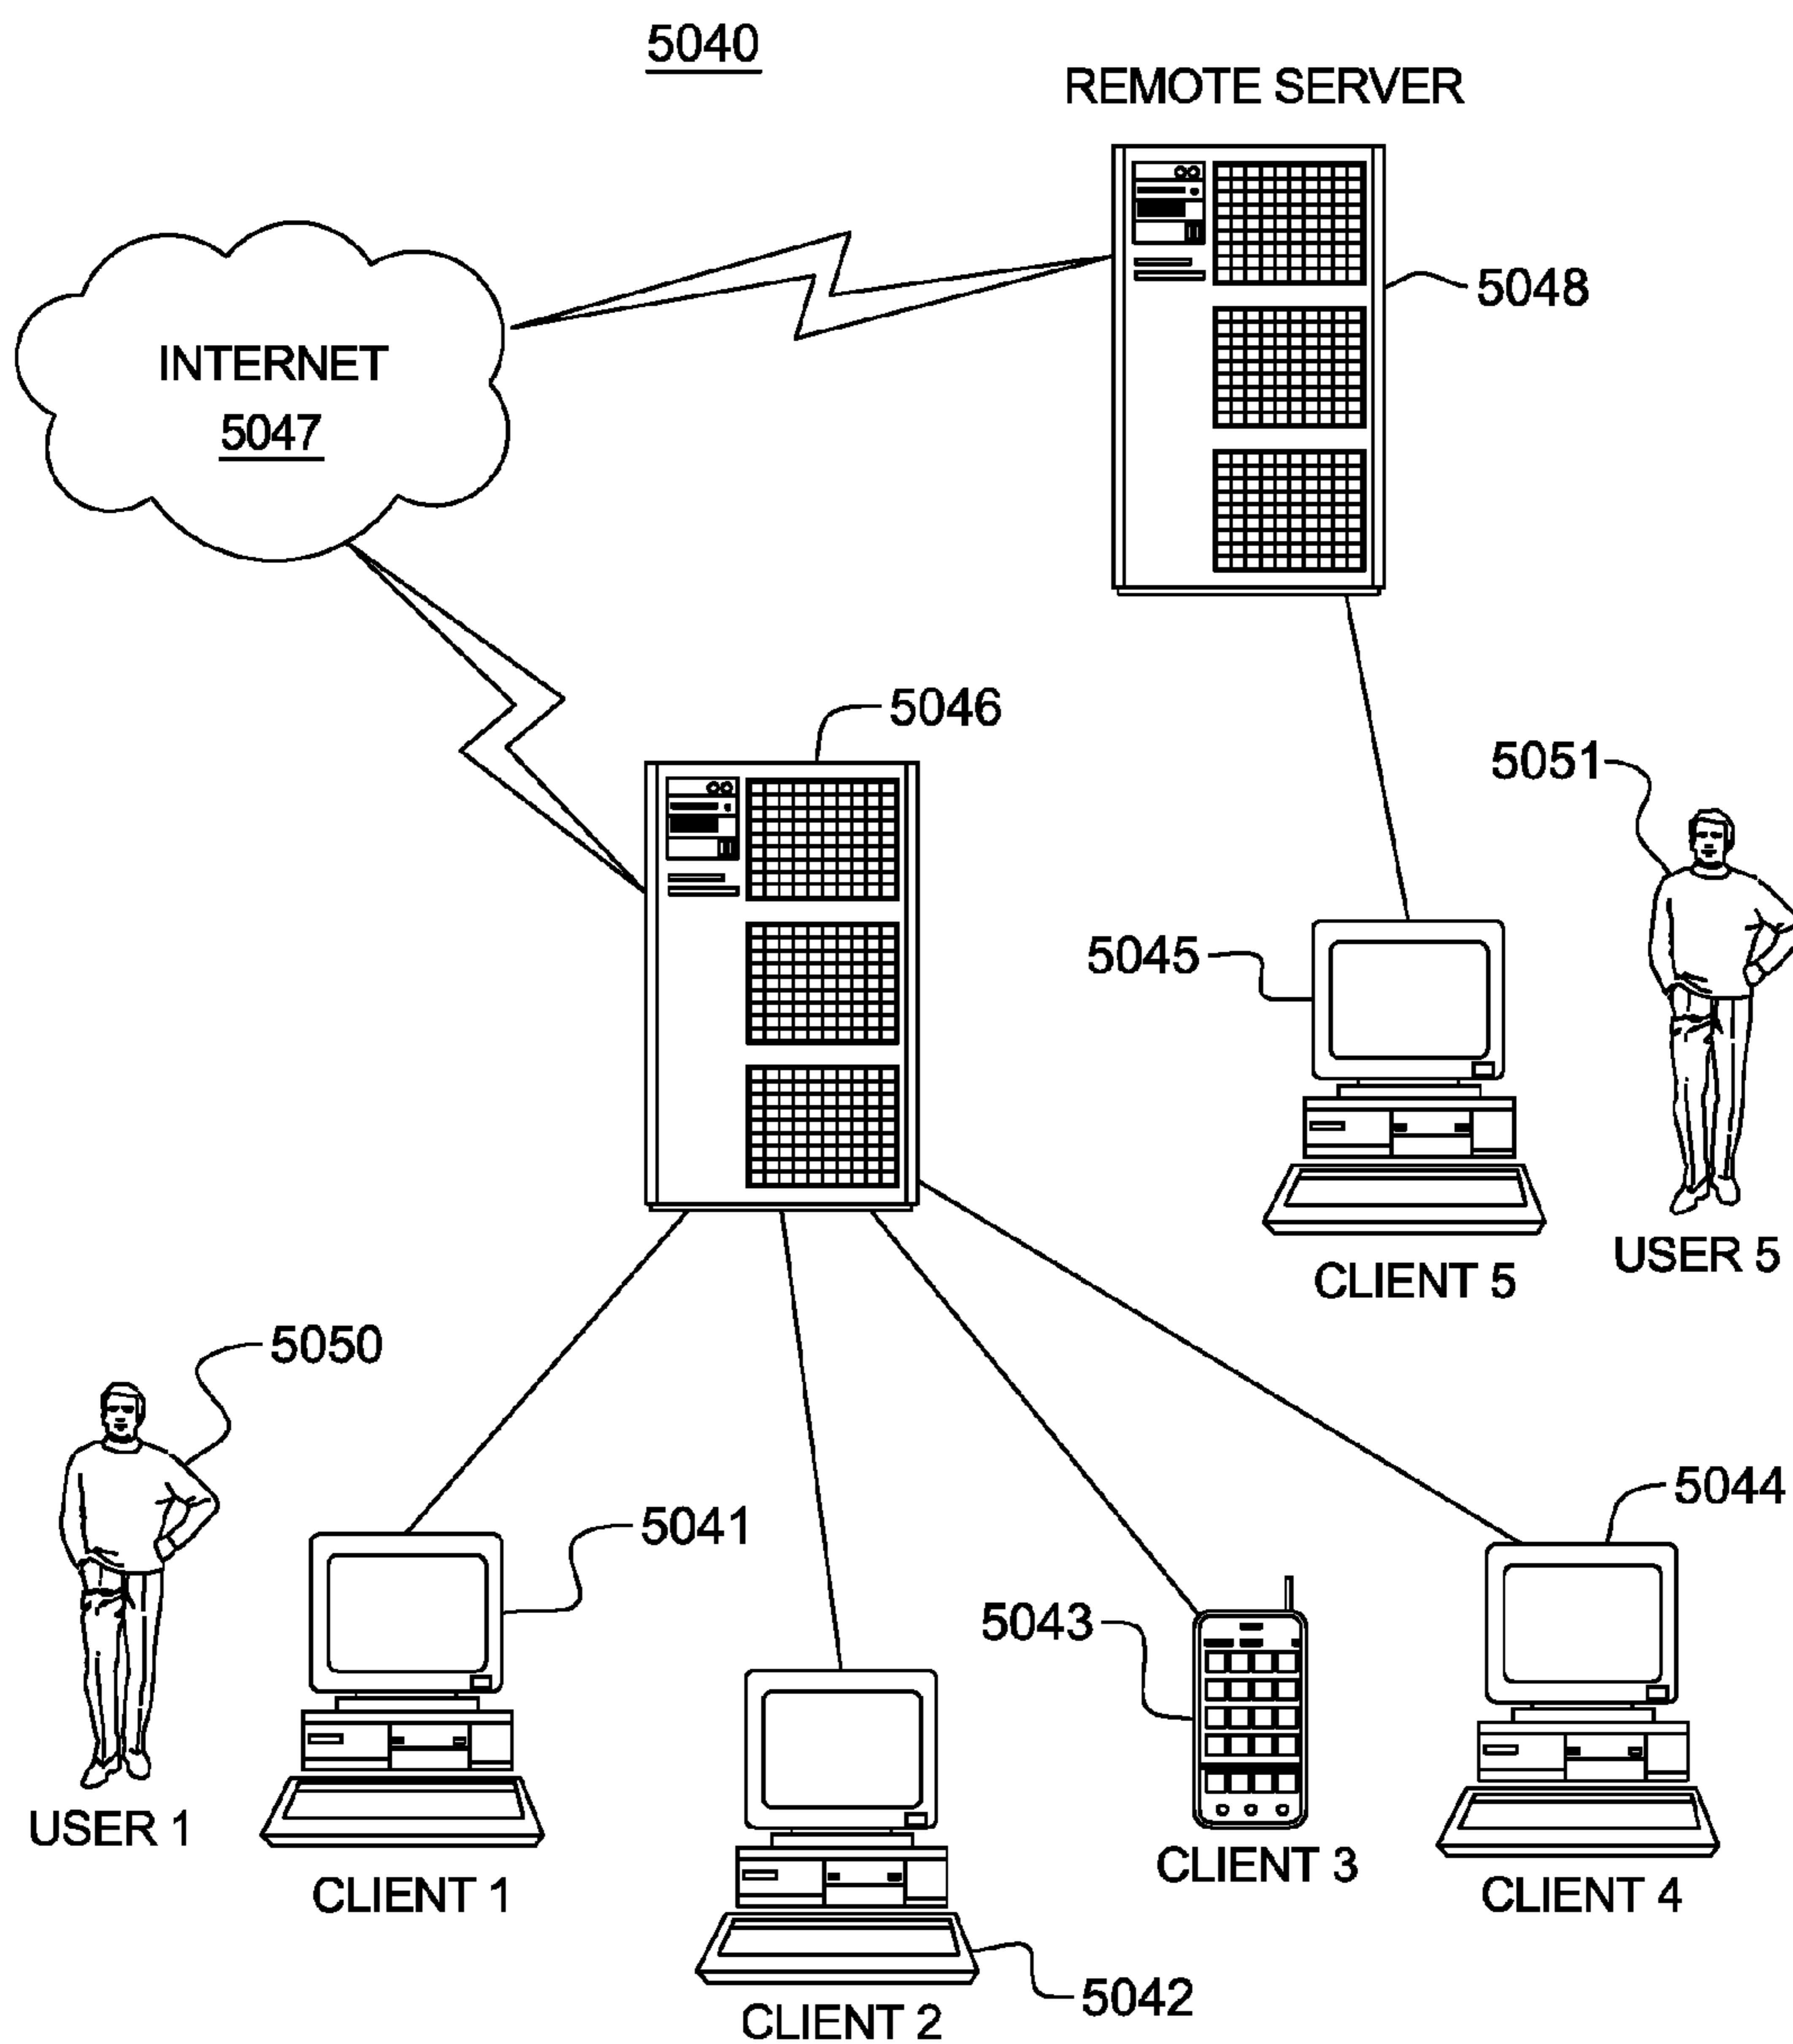 5040
REMOTE SERVER
5048
INTERNET
5047
5046
5051
5045
USER 5
CLIENT 5
5050
5044
5041
5043
USER 1
CLIENT 3
CLIENT 1
CLIENT 4
5042
CLIENT 2